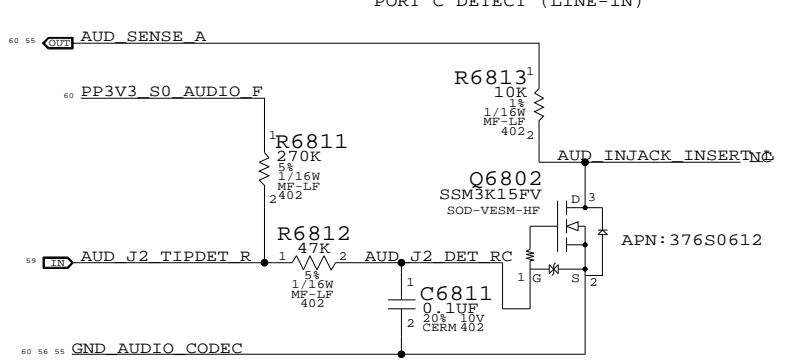 PORT C DETECT (LINE-IN)
60 55 OUT AUD_SENSE_A
60 PP3V3_S0_AUDIO_F
R6813 1
10K
1%
1/16W
MF-LF
402 2
1 R6811
270K
5%
1/16W
MF-LF
2 402
AUD_INJACK_INSERT_L
NC
Q6802
SSM3K15FV
SOD-VESM-HF
D 3
APN:376S0612
1 G S 2
R6812
59 IN AUD_J2_TIPDET_R 1 47K 2 AUD_J2_DET_RC
5%
1/16W
MF-LF
402
1 C6811
0.1UF
2 20% 10V
CERM 402
60 56 55 GND_AUDIO_CODEC